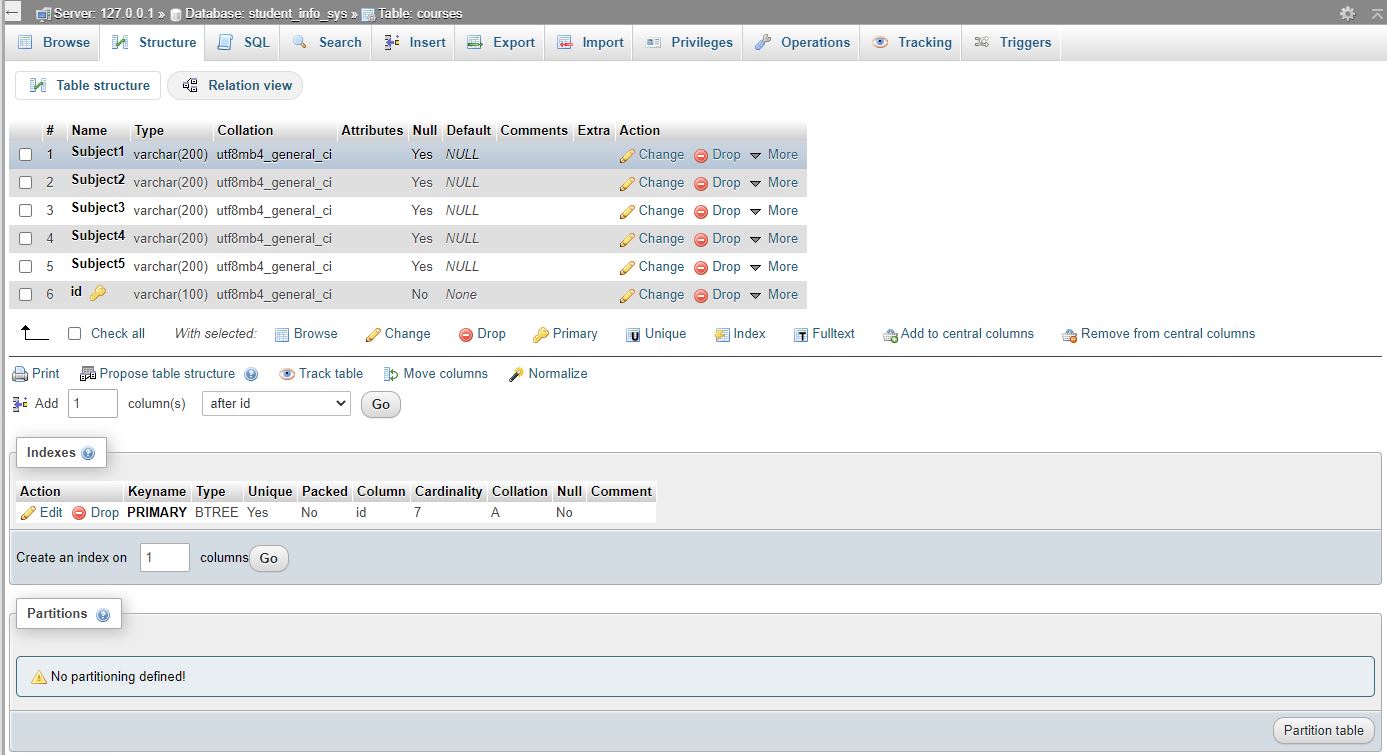 Server: 127.0.0.1 » Database: student_info_sys » Table: courses
Browse Structure SQL Search Insert Export Import Privileges Operations Tracking Triggers
Table structure Relation view
# Name Type Collation Attributes Null Default Comments Extra Action
1 Subject1 varchar(200) utf8mb4_general_ci Yes NULL Change Drop More
2 Subject2 varchar(200) utf8mb4_general_ci Yes NULL Change Drop More
3 Subject3 varchar(200) utf8mb4_general_ci Yes NULL Change Drop More
4 Subject4 varchar(200) utf8mb4_general_ci Yes NULL Change Drop More
5 Subject5 varchar(200) utf8mb4_general_ci Yes NULL Change Drop More
6 id varchar(100) utf8mb4_general_ci No None Change Drop More
Check all With selected: Browse Change Drop Primary Unique Index Fulltext Add to central columns Remove from central columns
Print Propose table structure Track table Move columns Normalize
Add 1 column(s) after id Go
Indexes
Action Keyname Type Unique Packed Column Cardinality Collation Null Comment
Edit Drop PRIMARY BTREE Yes No id 7 A No
Create an index on 1 columns Go
Partitions
No partitioning defined!
Partition table